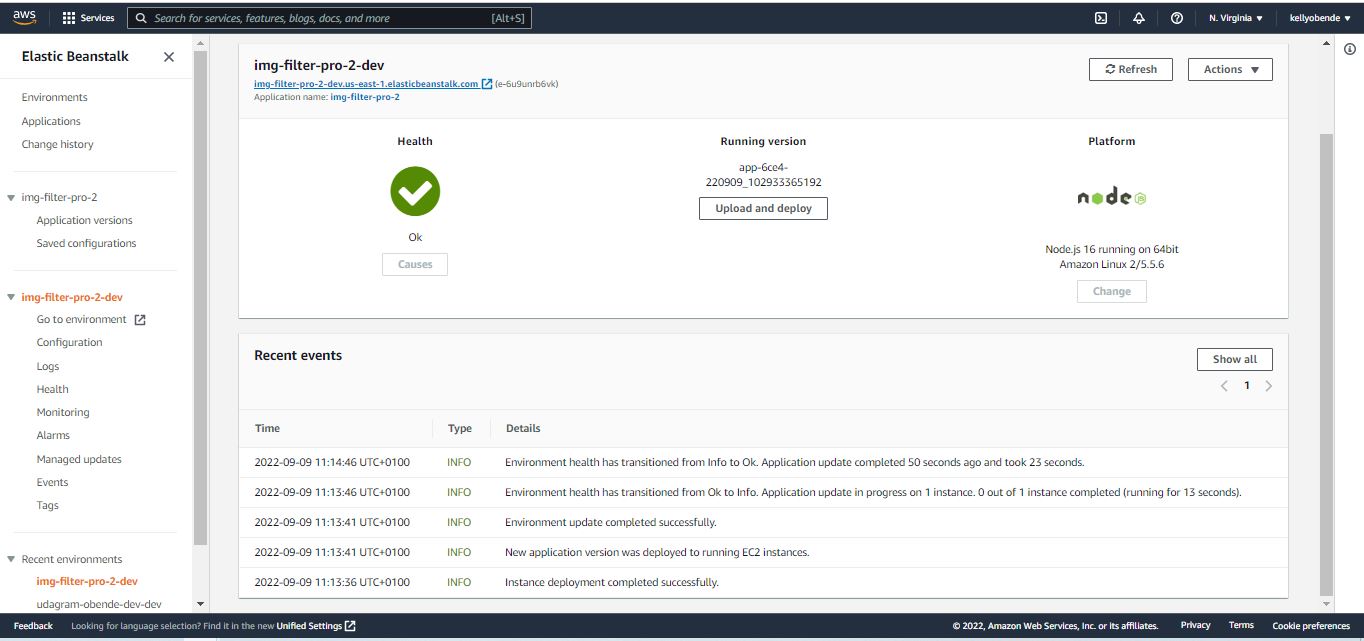 aws Services Search for services, features, blogs, docs, and more [Alt+S] N. Virginia kellyobende
Elastic Beanstalk
Environments
Applications
Change history
img-filter-pro-2
Application versions
Saved configurations
img-filter-pro-2-dev
Go to environment
Configuration
Logs
Health
Monitoring
Alarms
Managed updates
Events
Tags
Recent environments
img-filter-pro-2-dev
udagram-obende-dev-dev
img-filter-pro-2-dev
img-filter-pro-2-dev.us-east-1.elasticbeanstalk.com (e-6u9unrb6vk)
Application name: img-filter-pro-2
Refresh Actions
Health
Ok
Causes
Running version
app-6ce4-
220909_102933365192
Upload and deploy
Platform
node JS
Node.js 16 running on 64bit
Amazon Linux 2/5.5.6
Change
Recent events
Show all
1
Time Type Details
2022-09-09 11:14:46 UTC+0100 INFO Environment health has transitioned from Info to Ok. Application update completed 50 seconds ago and took 23 seconds.
2022-09-09 11:13:46 UTC+0100 INFO Environment health has transitioned from Ok to Info. Application update in progress on 1 instance. 0 out of 1 instance completed (running for 13 seconds).
2022-09-09 11:13:41 UTC+0100 INFO Environment update completed successfully.
2022-09-09 11:13:41 UTC+0100 INFO New application version was deployed to running EC2 instances.
2022-09-09 11:13:36 UTC+0100 INFO Instance deployment completed successfully.
Feedback Looking for language selection? Find it in the new Unified Settings © 2022, Amazon Web Services, Inc. or its affiliates. Privacy Terms Cookie preferences